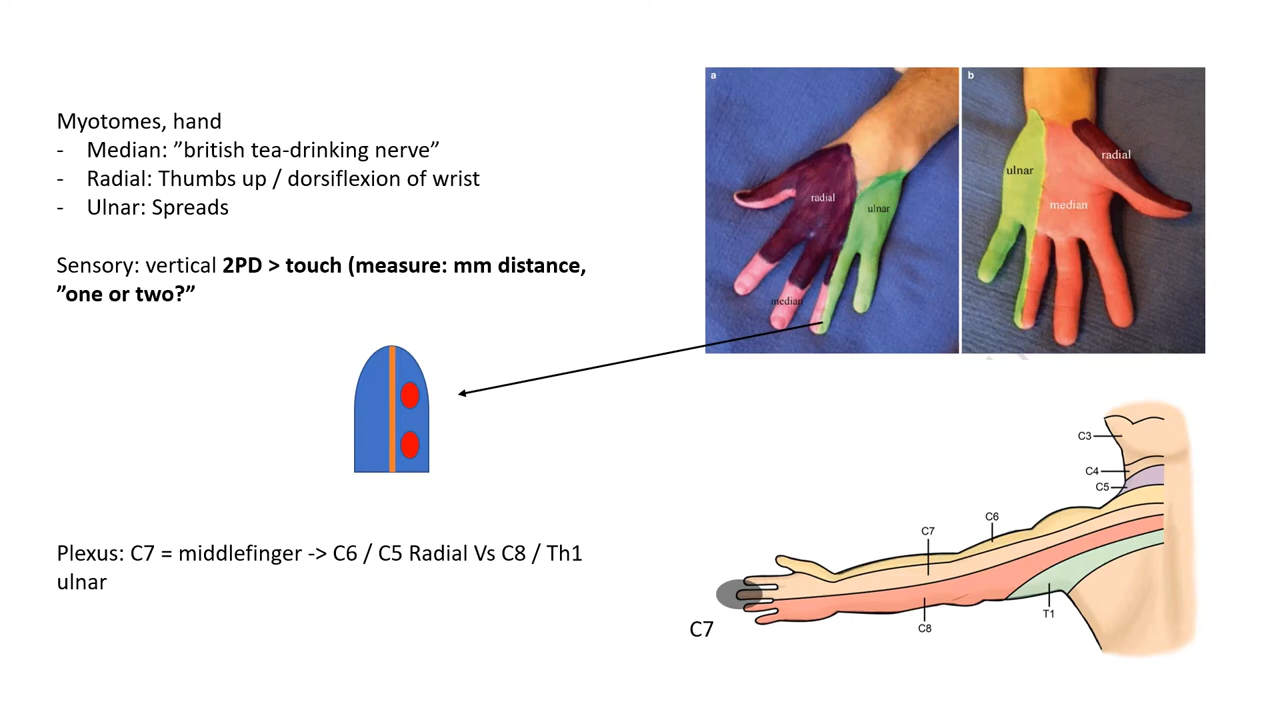 Myotomes, hand
- Median: ”british tea-drinking nerve”
- Radial: Thumbs up / dorsiflexion of wrist
- Ulnar: Spreads
Sensory: vertical 2PD > touch (measure: mm distance,
”one or two?”
Plexus: C7 = middlefinger -> C6 / C5 Radial Vs C8 / Th1
ulnar
a
radial
ulnar
median
b
ulnar
radial
median
C3
C4
C5
C6
C7
C8
T1
C7